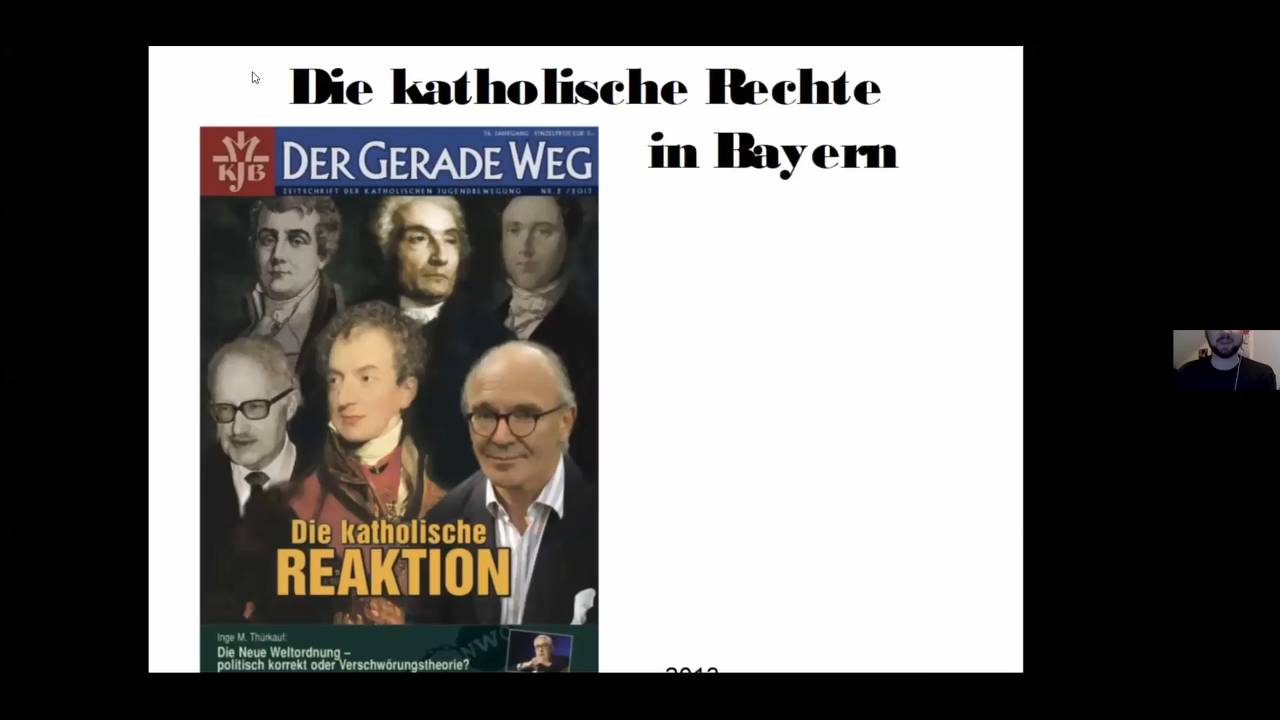 Die katholische Rechte
in Bayern
KJB
DER GERADE WEG
ZEITSCHRIFT DER KATHOLISCHEN JUGENDBEWEGUNG
Die katholische
REAKTION
Inge M. Thürkauf:
Die Neue Weltordnung –
politisch korrekt oder Verschwörungstheorie?
NWO